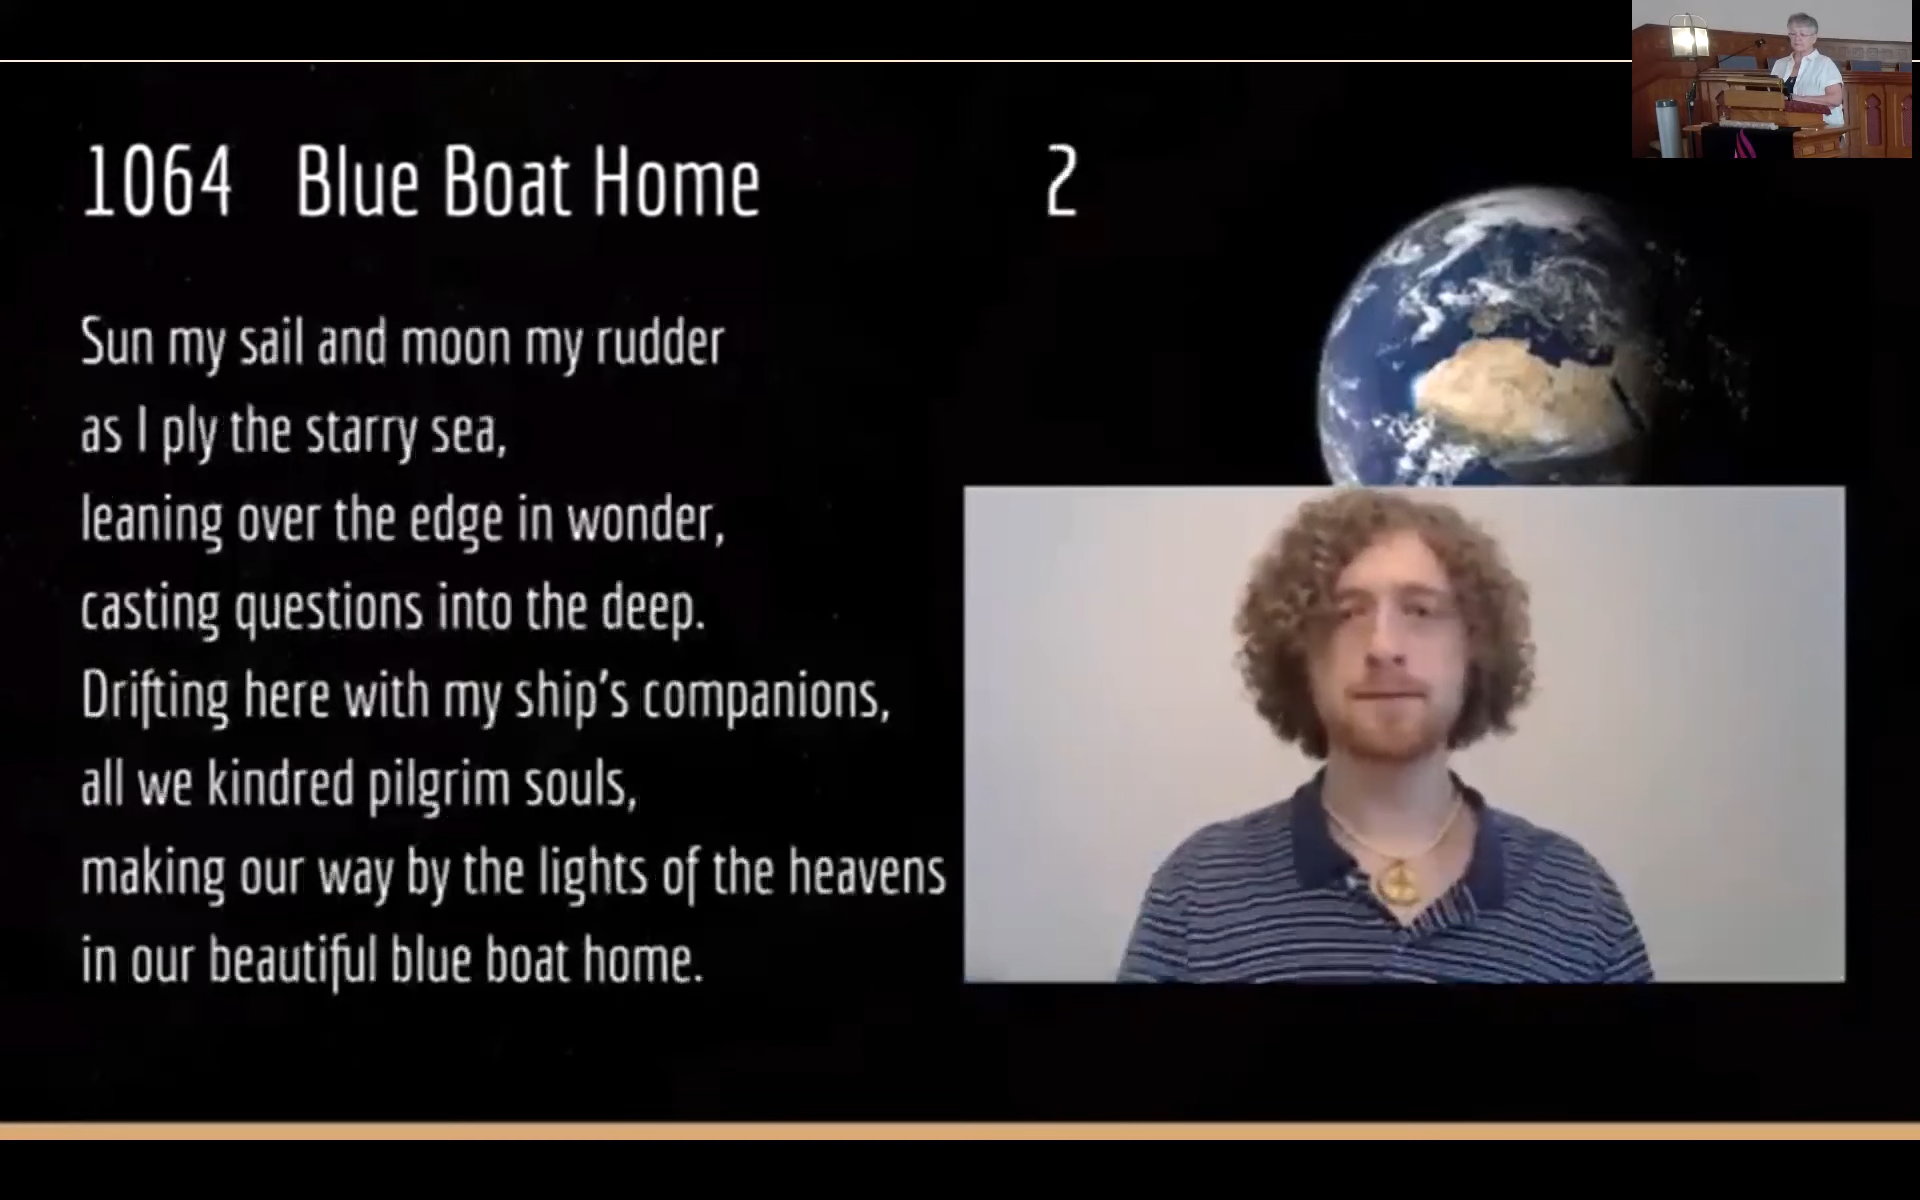 1064 Blue Boat Home 2
Sun my sail and moon my rudder
as I ply the starry sea,
leaning over the edge in wonder,
casting questions into the deep.
Drifting here with my ship's companions,
all we kindred pilgrim souls,
making our way by the lights of the heavens
in our beautiful blue boat home.